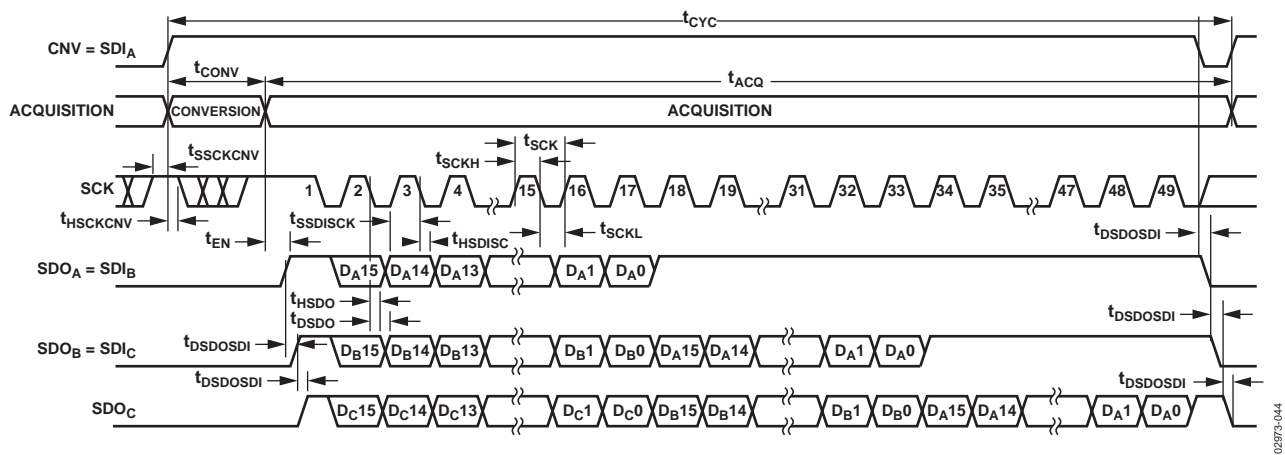 tCYC
CNV = SDIA
tCONV
tACQ
ACQUISITION CONVERSION ACQUISITION
tSSCKCNV
tSCK
tSCKH
SCK 1 2 3 4 15 16 17 18 19 31 32 33 34 35 47 48 49
tHSCKCNV
tSSDISCK
tSCKL
tEN
tHSDISC
tDSDOSDI
SDOA = SDIB DA15 DA14 DA13 DA1 DA0
tHSDO
tDSDO
tDSDOSDI
tDSDOSDI
SDOB = SDIC DB15 DB14 DB13 DB1 DB0 DA15 DA14 DA1 DA0
tDSDOSDI
tDSDOSDI
SDOC DC15 DC14 DC13 DC1 DC0 DB15 DB14 DB1 DB0 DA15 DA14 DA1 DA0
02973-044